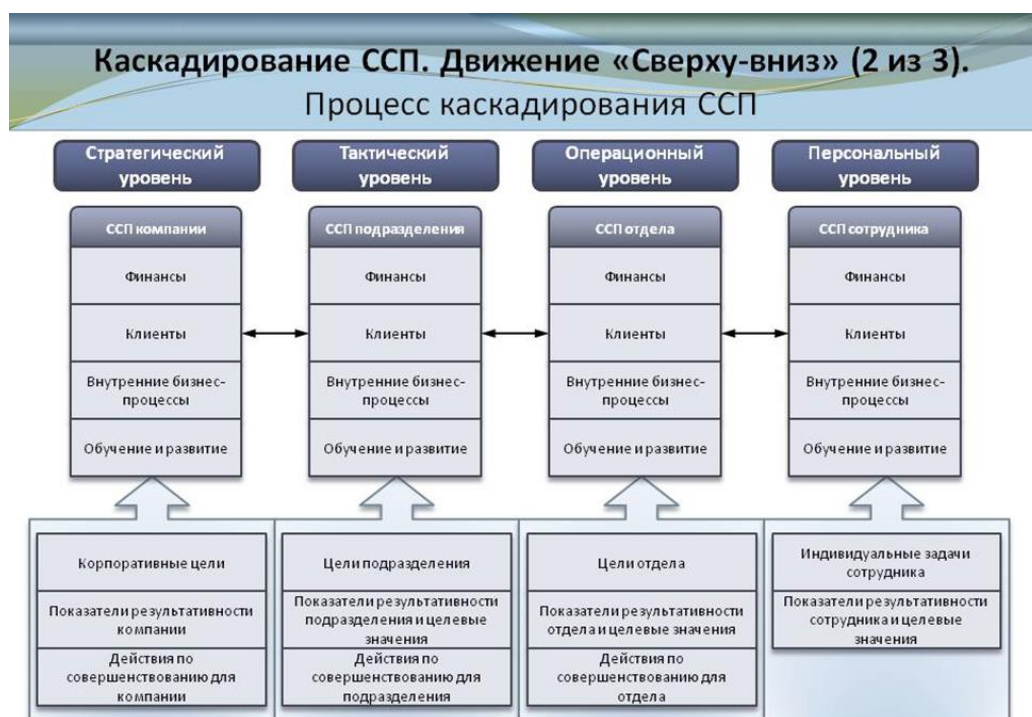 Каскадирование ССП. Движение «Сверху-вниз» (2 из 3).
Процесс каскадирования ССП
Стратегический
уровень
Тактический
уровень
Операционный
уровень
Персональный
уровень
ССП компании
Финансы
Клиенты
Внутренние бизнес-
процессы
Обучение и развитие
ССП подразделения
Финансы
Клиенты
Внутренние бизнес-
процессы
Обучение и развитие
ССП отдела
Финансы
Клиенты
Внутренние бизнес-
процессы
Обучение и развитие
ССП сотрудника
Финансы
Клиенты
Внутренние бизнес-
процессы
Обучение и развитие
Корпоративные цели
Показатели результативности
компании
Действия по
совершенствованию для
компании
Цели подразделения
Показатели результативности
подразделения и целевые
значения
Действия по
совершенствованию для
подразделения
Цели отдела
Показатели результативности
отдела и целевые значения
Действия по
совершенствованию для
отдела
Индивидуальные задачи
сотрудника
Показатели результативности
сотрудника и целевые
значения